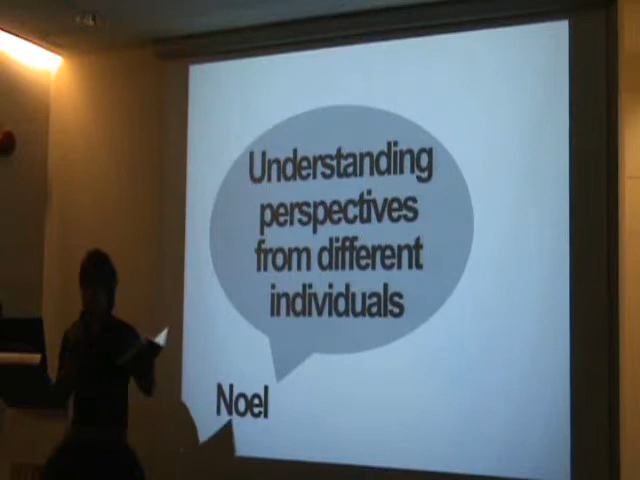 Understanding
perspectives
from different
individuals
Noel